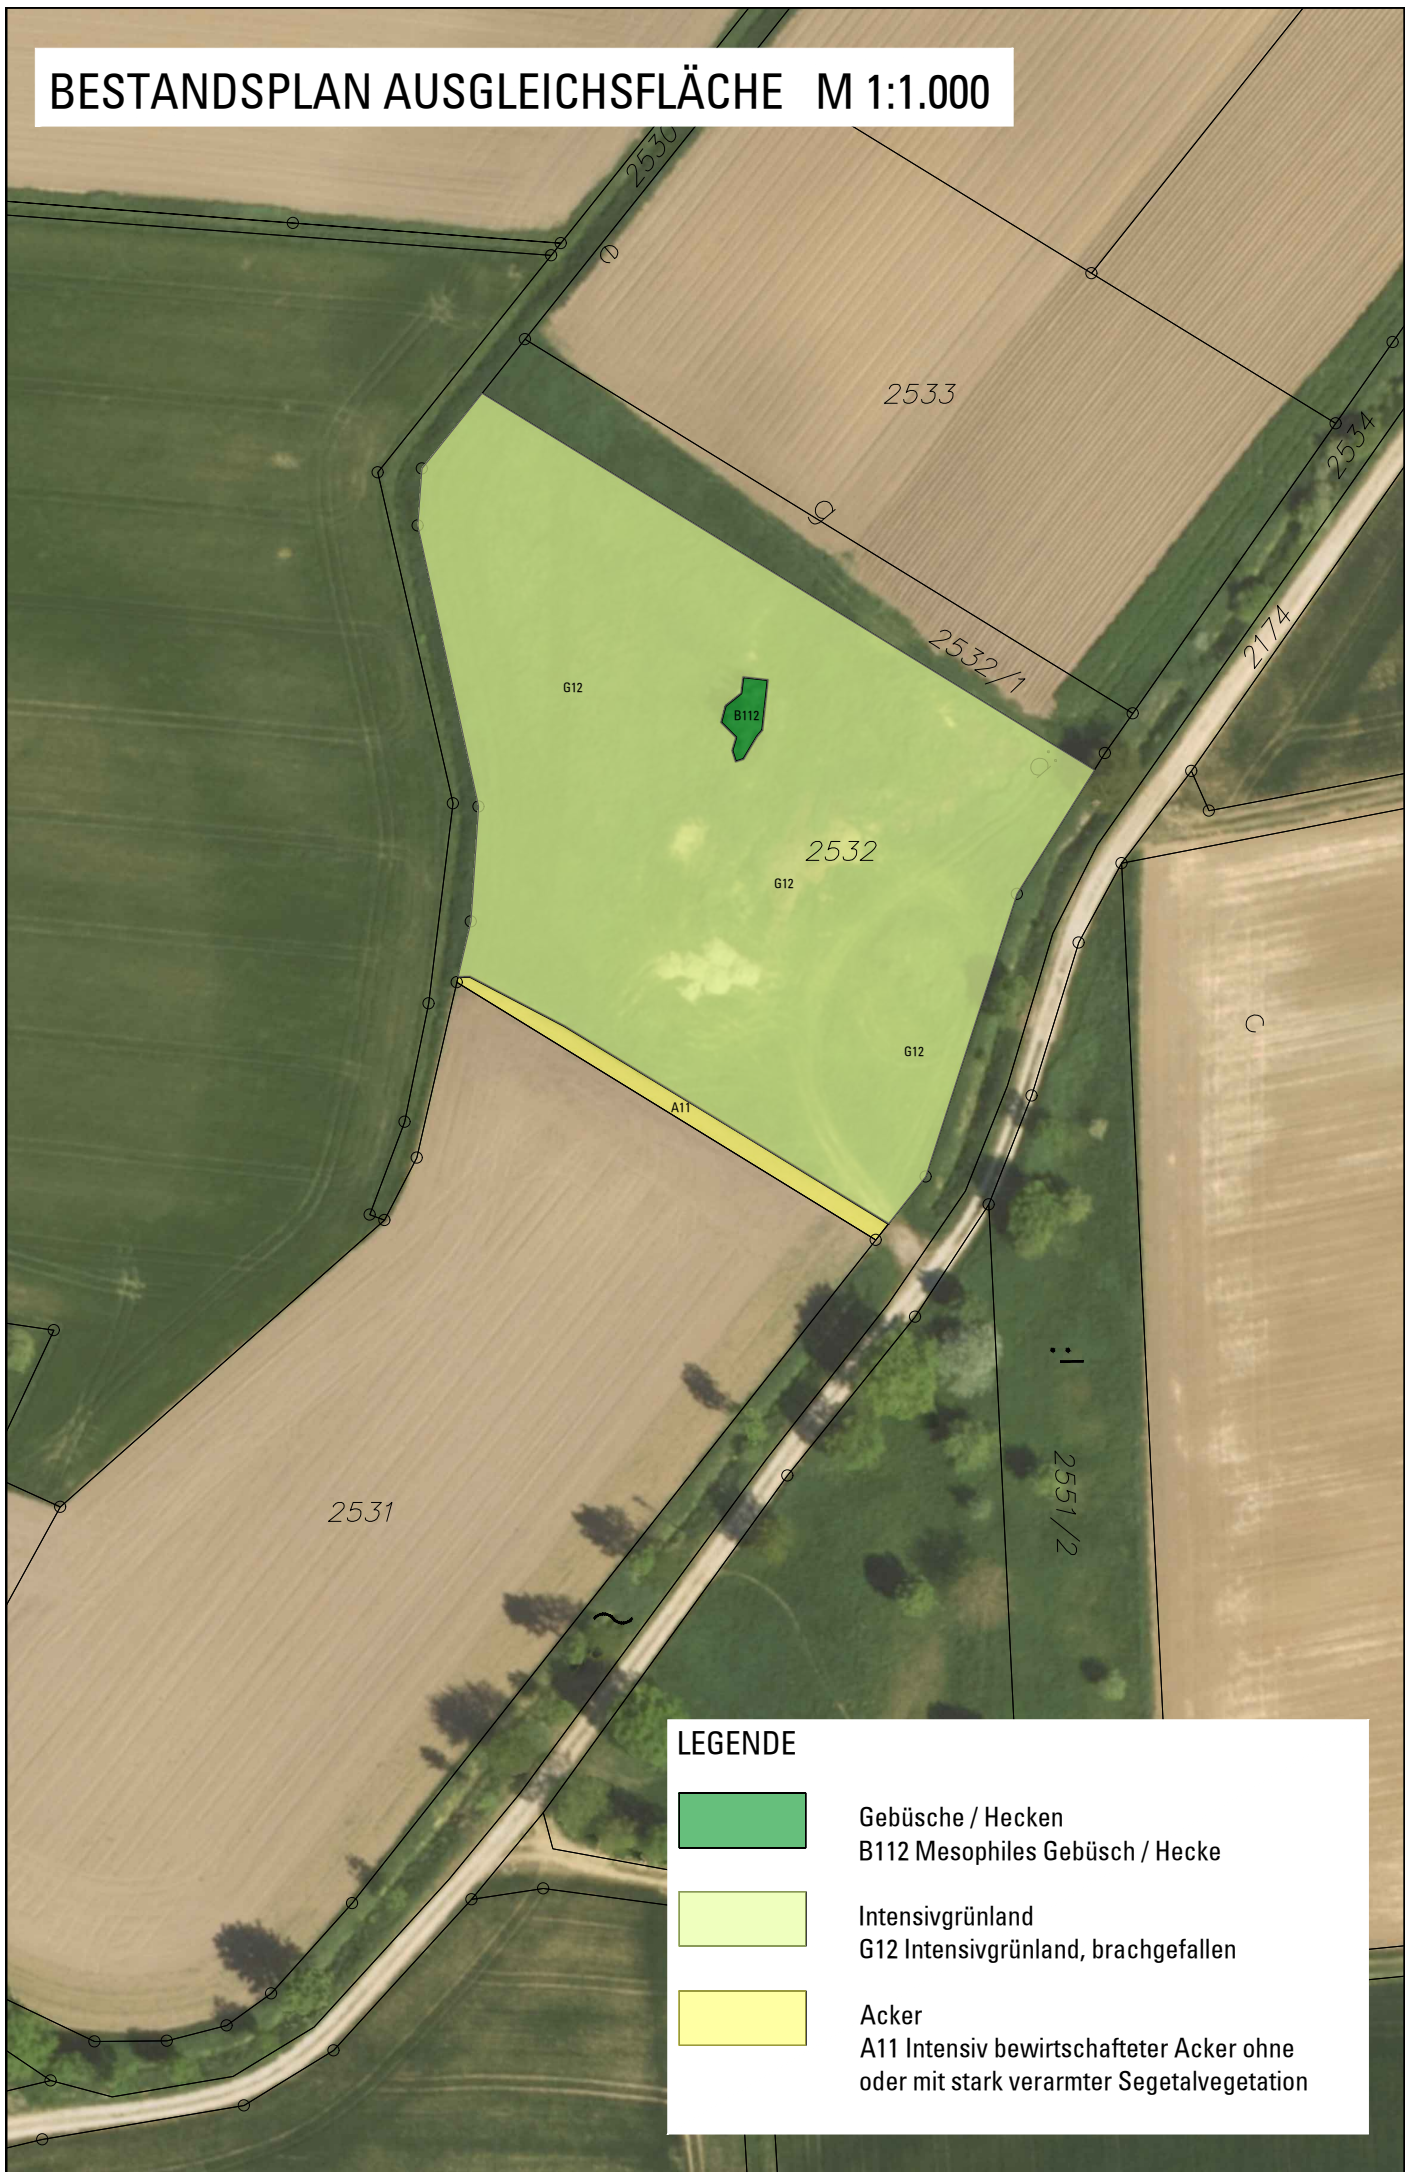 BESTANDSPLAN AUSGLEICHSFLÄCHE M 1:1.000
2530
e
2533
2534
g
2532/1
2174
G12
B112
a:
2532
G12
c
G12
A11
2531
2551/2
LEGENDE
Gebüsche / Hecken
B112 Mesophiles Gebüsch / Hecke
Intensivgrünland
G12 Intensivgrünland, brachgefallen
Acker
A11 Intensiv bewirtschafteter Acker ohne
oder mit stark verarmter Segetalvegetation